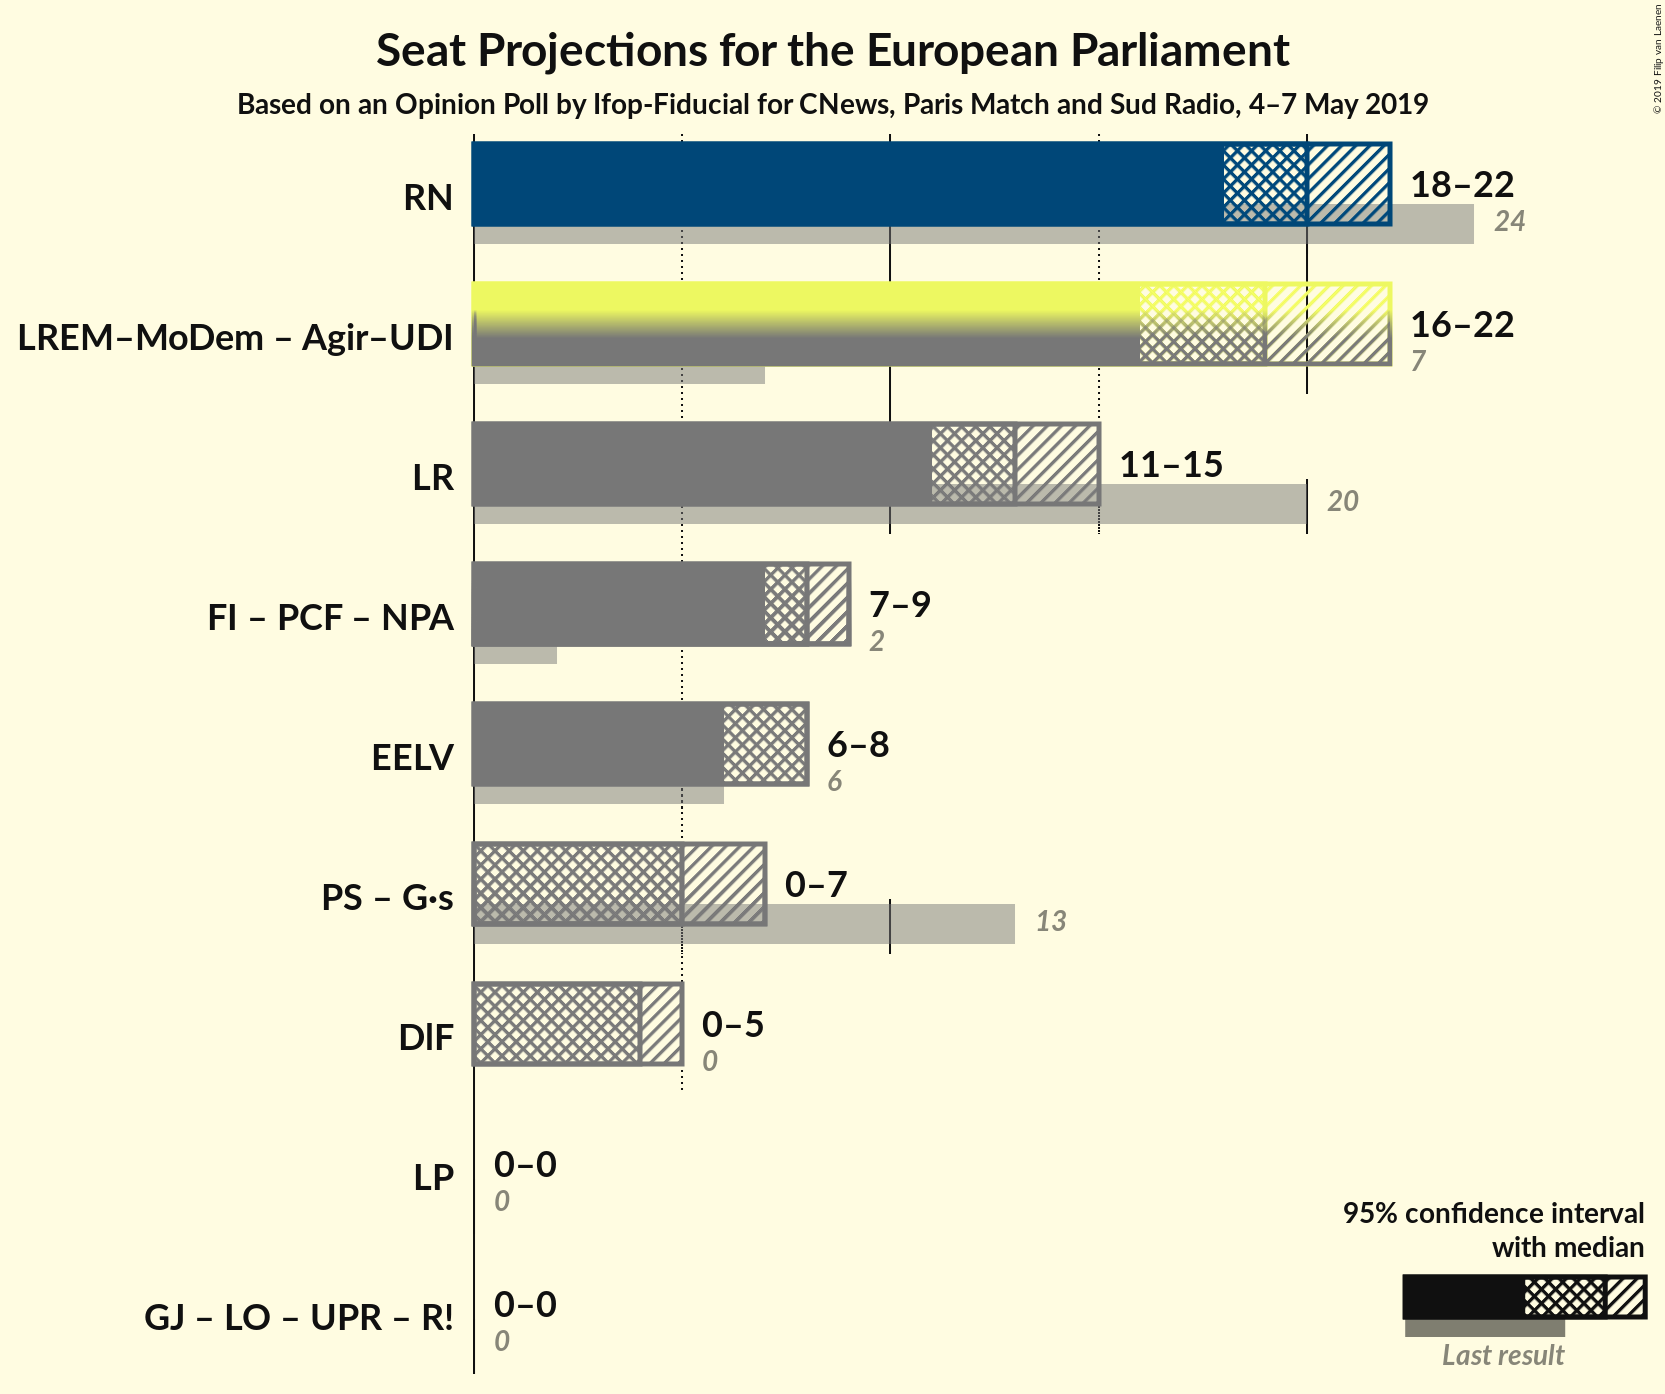 Seat Projections for the European Parliament
Based on an Opinion Poll by Ifop-Fiducial for CNews, Paris Match and Sud Radio, 4–7 May 2019
© 2019 Filip van Laenen
RN
18–22
24
LREM–MoDem – Agir–UDI
16–22
7
LR
11–15
20
FI – PCF – NPA
7–9
2
EELV
6–8
6
PS – G·s
0–7
13
DlF
0–5
0
LP
0–0
0
GJ – LO – UPR – R!
0–0
0
95% confidence interval
with median
Last result